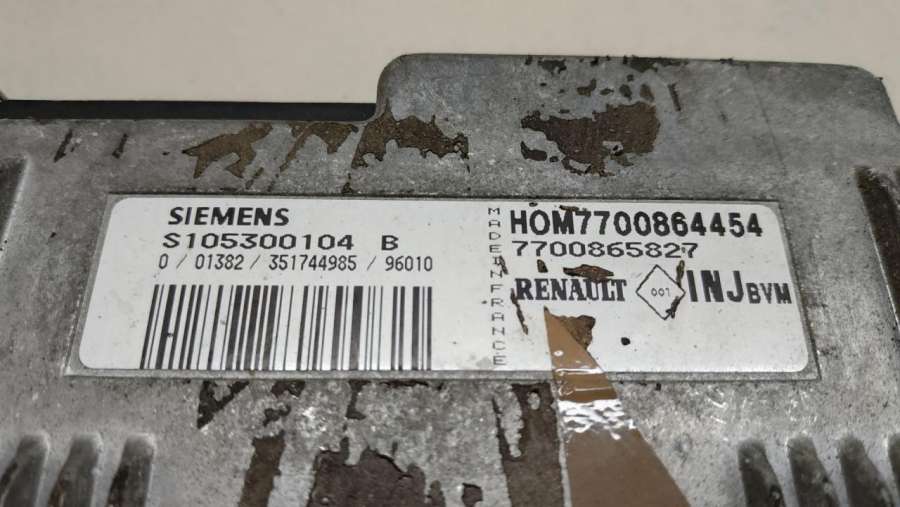 SIEMENS
S105300104 B
0 / 01382 / 351744985 / 96010
MADE IN FRANCE
HOM7700864454
7700865827
RENAULT 001 INJ BVM